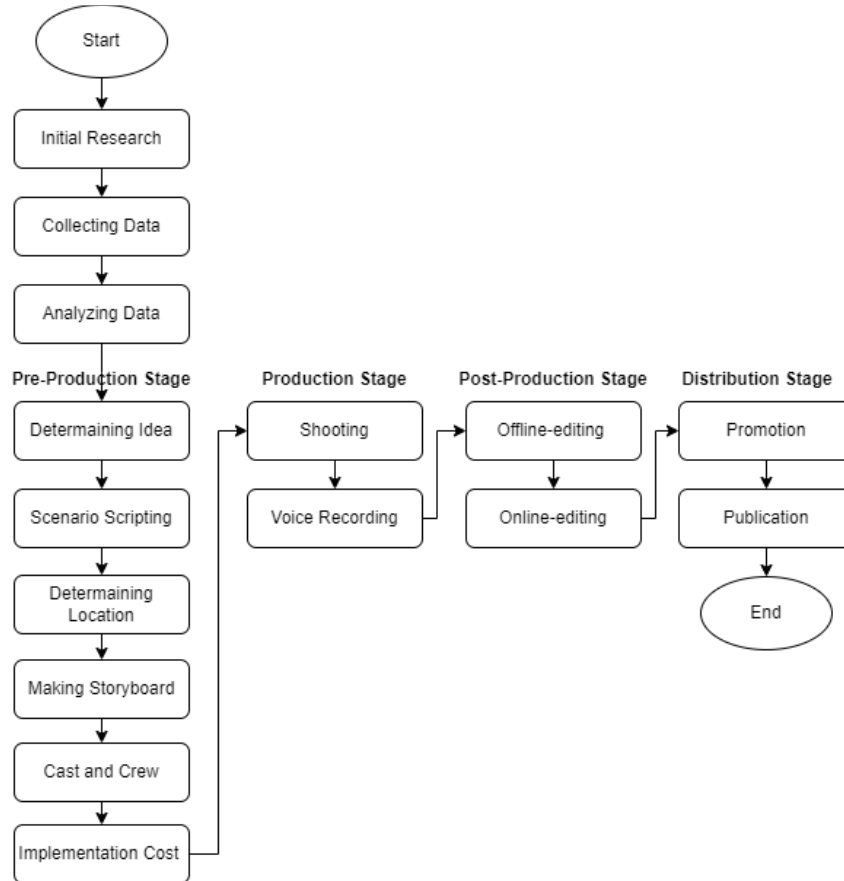 Start
Initial Research
Collecting Data
Analyzing Data
Pre-Production Stage
Determaining Idea
Scenario Scripting
Determaining
Location
Making Storyboard
Cast and Crew
Implementation Cost
Production Stage
Shooting
Voice Recording
Post-Production Stage
Offline-editing
Online-editing
Distribution Stage
Promotion
Publication
End